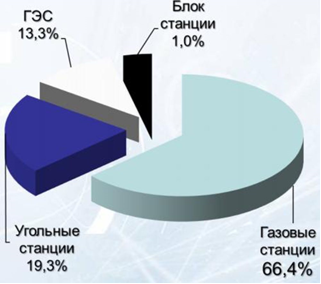 ГЭС
13,3%
Блок
станции
1,0%
Угольные
станции
19,3%
Газовые
станции
66,4%